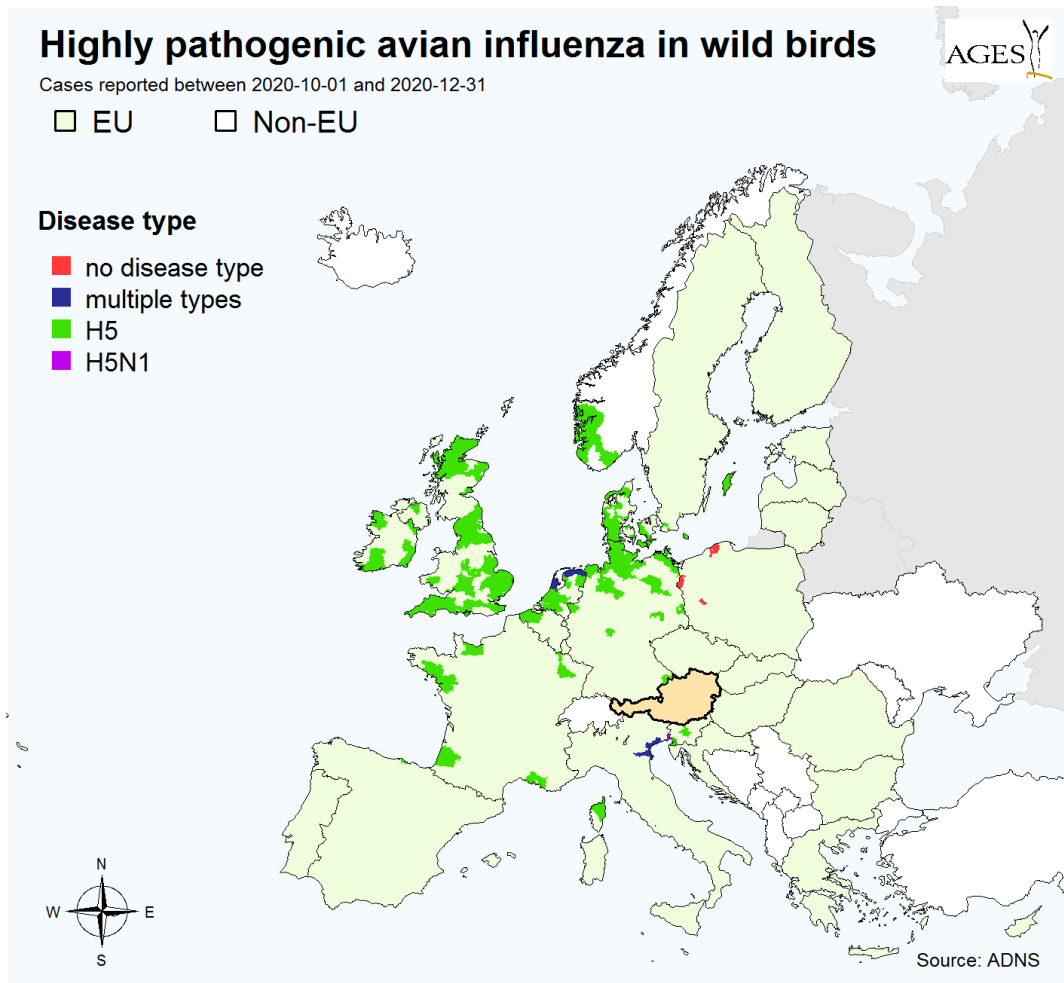 Highly pathogenic avian influenza in wild birds
Cases reported between 2020-10-01 and 2020-12-31
EU Non-EU
AGES
Disease type
no disease type
multiple types
H5
H5N1
N
W E
S
Source: ADNS